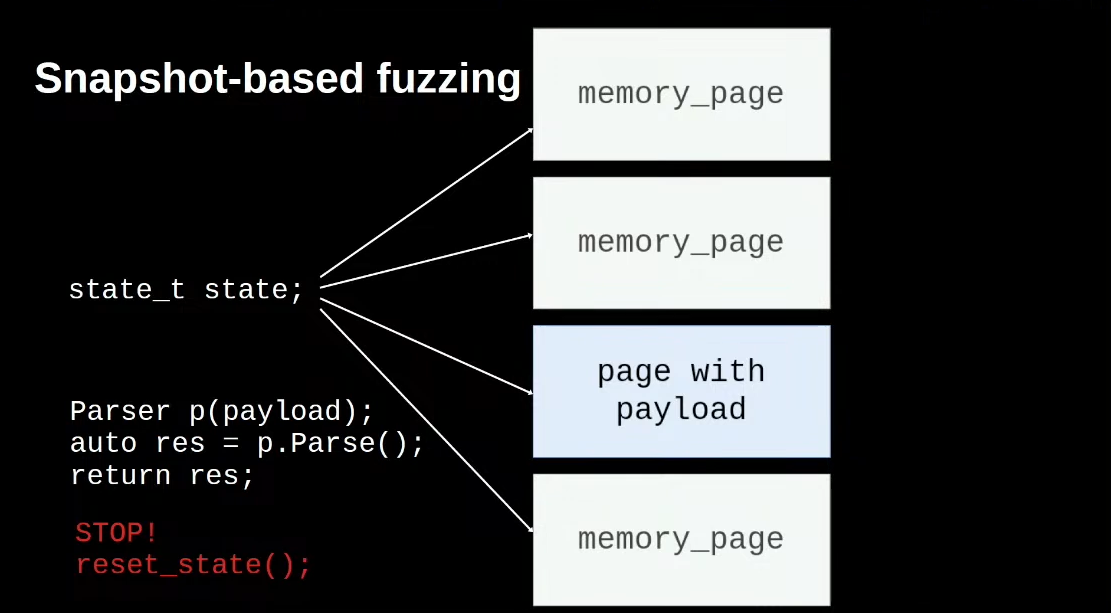 Snapshot-based fuzzing
memory_page
memory_page
state_t state;
page with
payload
Parser p(payload);
auto res = p.Parse();
return res;
STOP!
reset_state();
memory_page